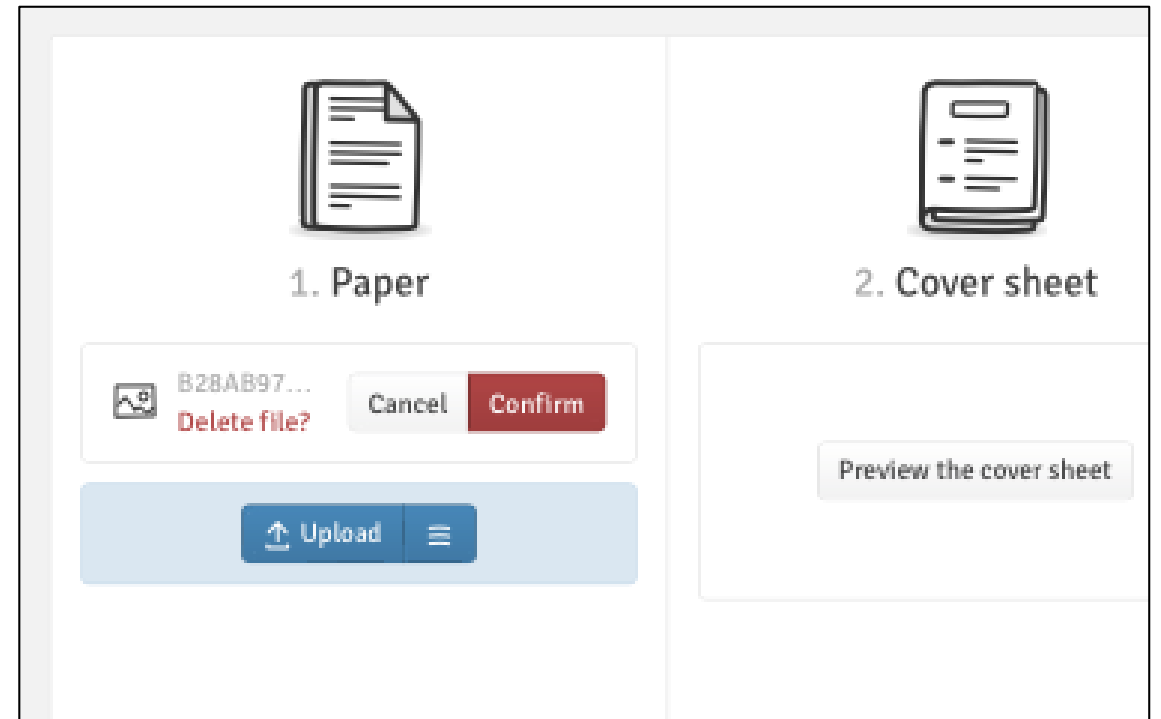 1. Paper
B28AB97...
Delete file?
Cancel
Confirm
Upload
2. Cover sheet
Preview the cover sheet